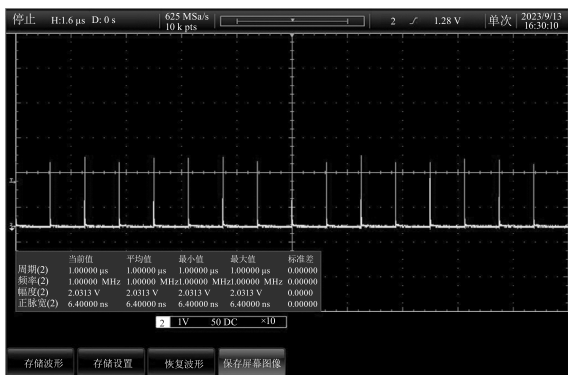 停止 H:1.6 μs D: 0 s 625 MSa/s 10 k pts 2 1.28 V 单次 2023/9/13 16:30:10
当前值 平均值 最小值 最大值 标准差
周期(2) 1.00000 μs 1.00000 μs 1.00000 μs 1.00000 μs 0.00000
频率(2) 1.00000 MHz 1.00000 MHz 1.00000 MHz 1.00000 MHz 0.00000
幅度(2) 2.0313 V 2.0313 V 2.0313 V 2.0313 V 0.0000
正脉宽(2) 6.40000 ns 6.40000 ns 6.40000 ns 6.40000 ns 0.00000
2 1V 50 DC ×10
存储波形 存储设置 恢复波形 保存屏幕图像